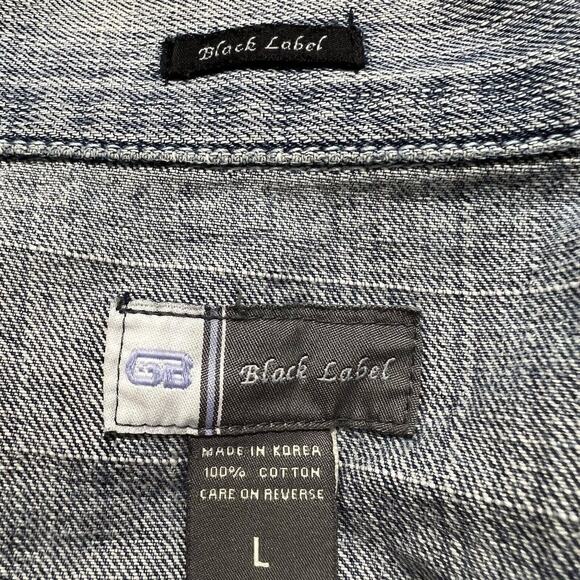 Black Label
GB Black Label
MADE IN KOREA
100% COTTON
CARE ON REVERSE
L